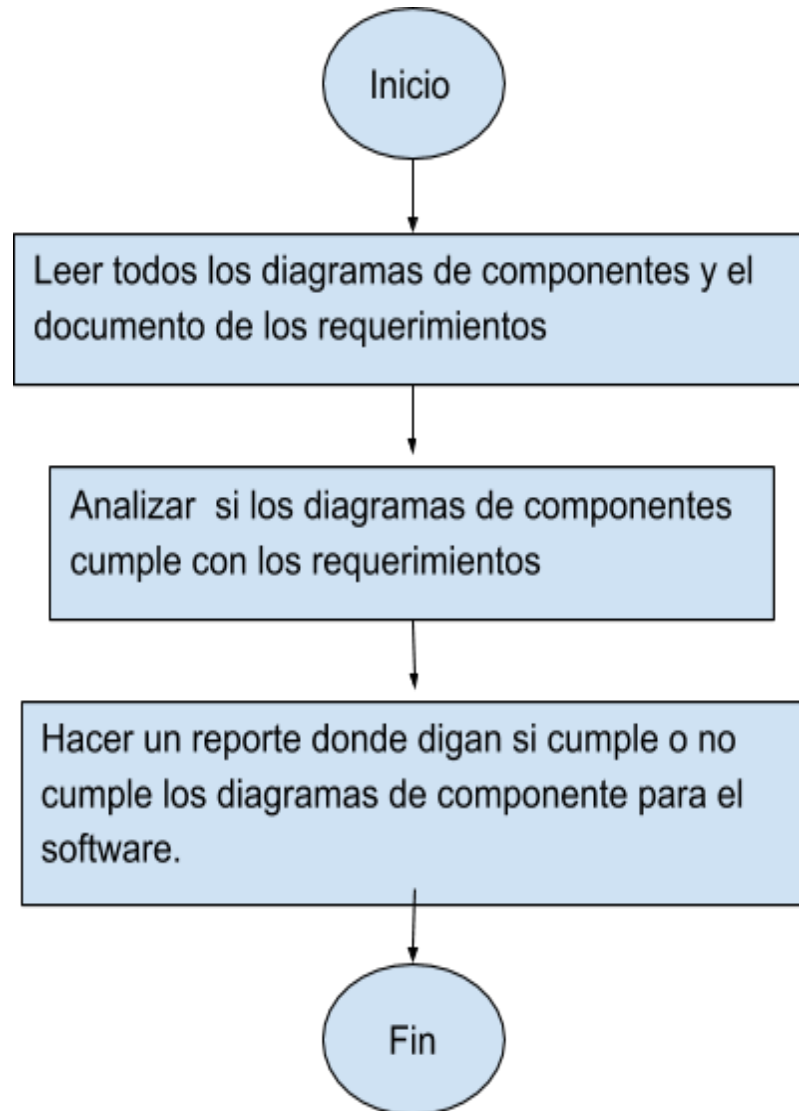 Inicio
Leer todos los diagramas de componentes y el
documento de los requerimientos
Analizar  si los diagramas de componentes
cumple con los requerimientos
Hacer un reporte donde digan si cumple o no
cumple los diagramas de componente para el
software.
Fin